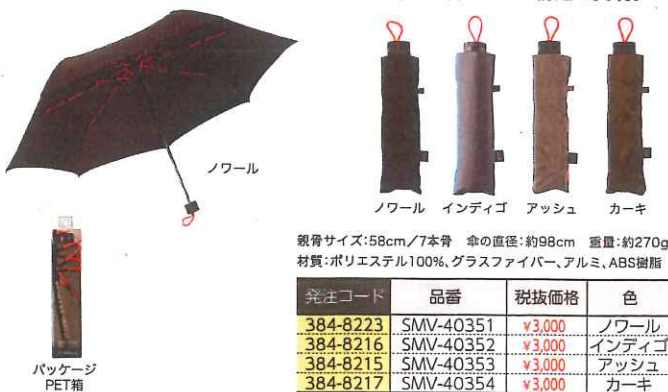 ノワール
ノワール インディゴ アッシュ カーキ
パッケージ
PET箱
親骨サイズ:58cm/7本骨 傘の直径:約98cm 重量:約270g
材質:ポリエステル100%、グラスファイバー、アルミ、ABS樹脂
発注コード 品番 税抜価格 色
384-8223 SMV-40351 ¥3,000 ノワール
384-8216 SMV-40352 ¥3,000 インディゴ
384-8215 SMV-40353 ¥3,000 アッシュ
384-8217 SMV-40354 ¥3,000 カーキ